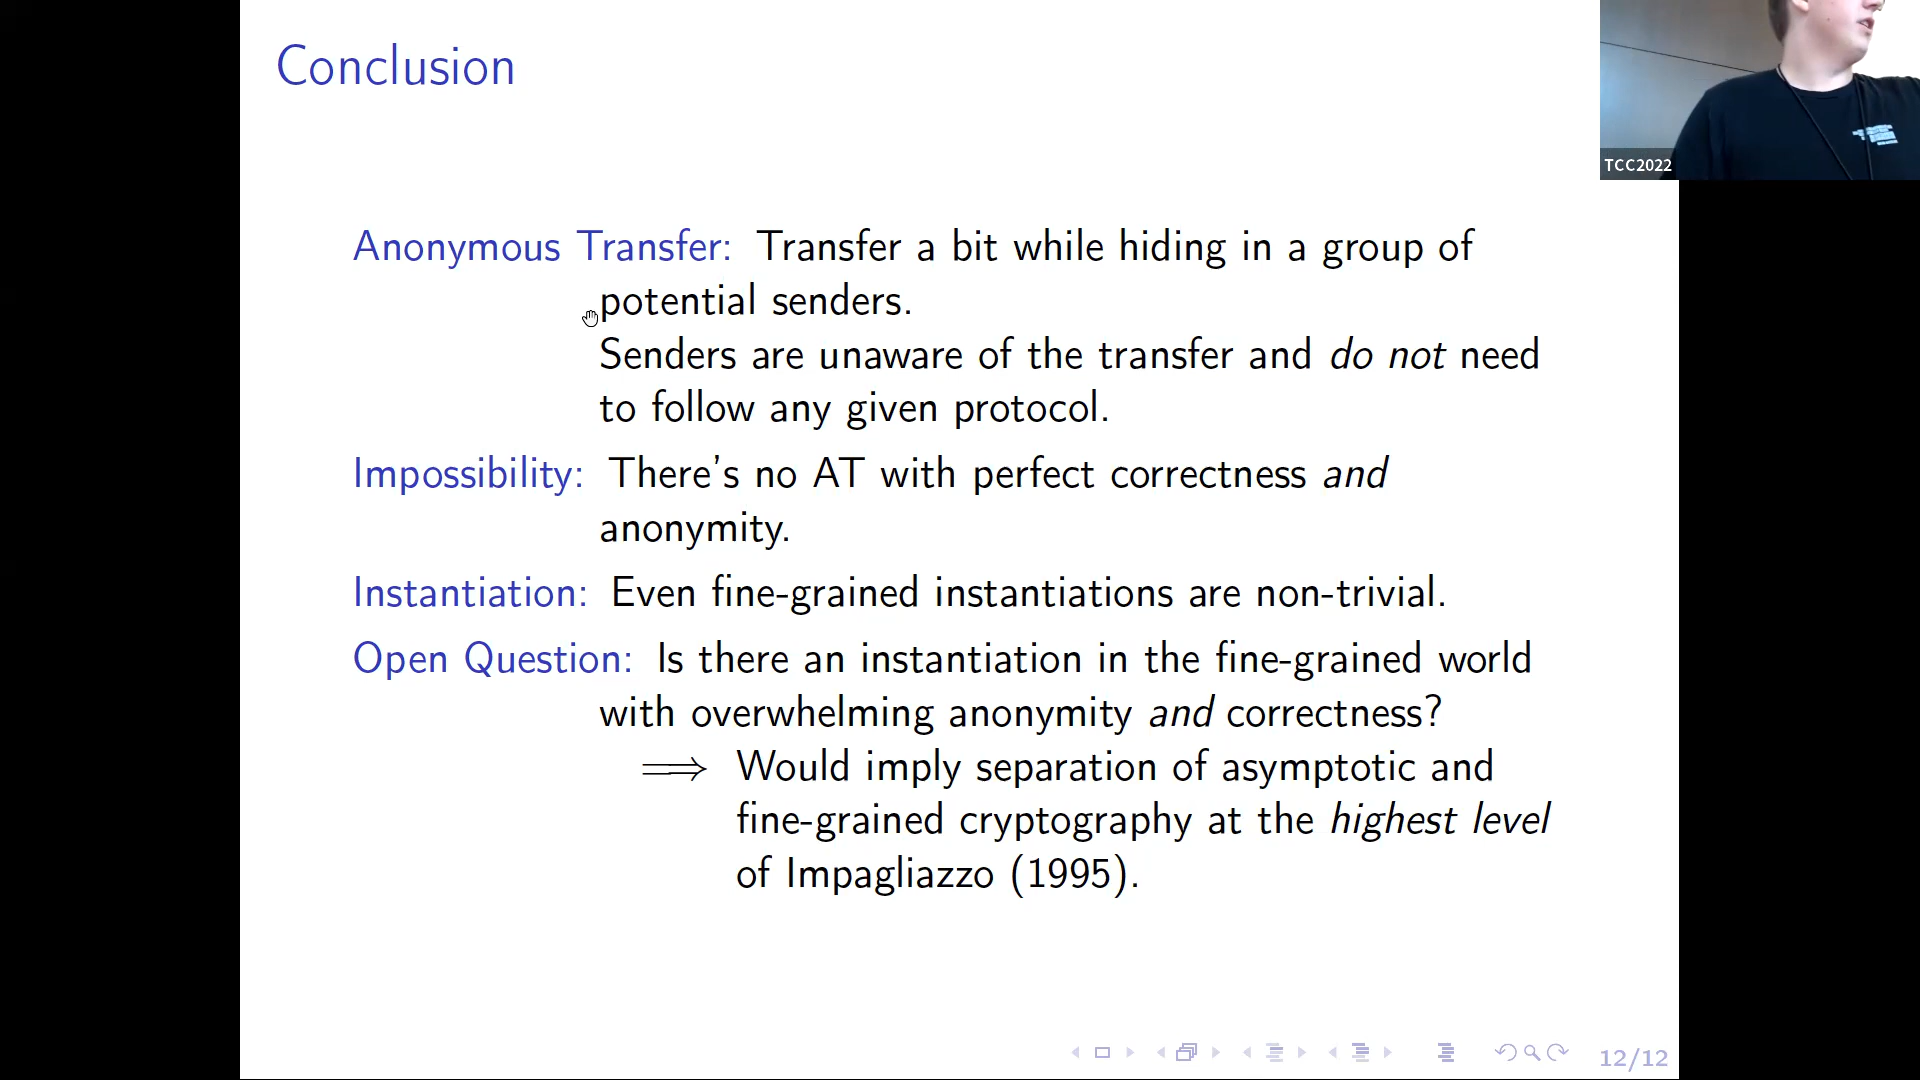 Conclusion
TCC2022
Anonymous Transfer: Transfer a bit while hiding in a group of
potential senders.
Senders are unaware of the transfer and do not need
to follow any given protocol.
Impossibility: There's no AT with perfect correctness and
anonymity.
Instantiation: Even fine-grained instantiations are non-trivial.
Open Question: Is there an instantiation in the fine-grained world
with overwhelming anonymity and correctness?
⟹ Would imply separation of asymptotic and
fine-grained cryptography at the highest level
of Impagliazzo (1995).
12/12